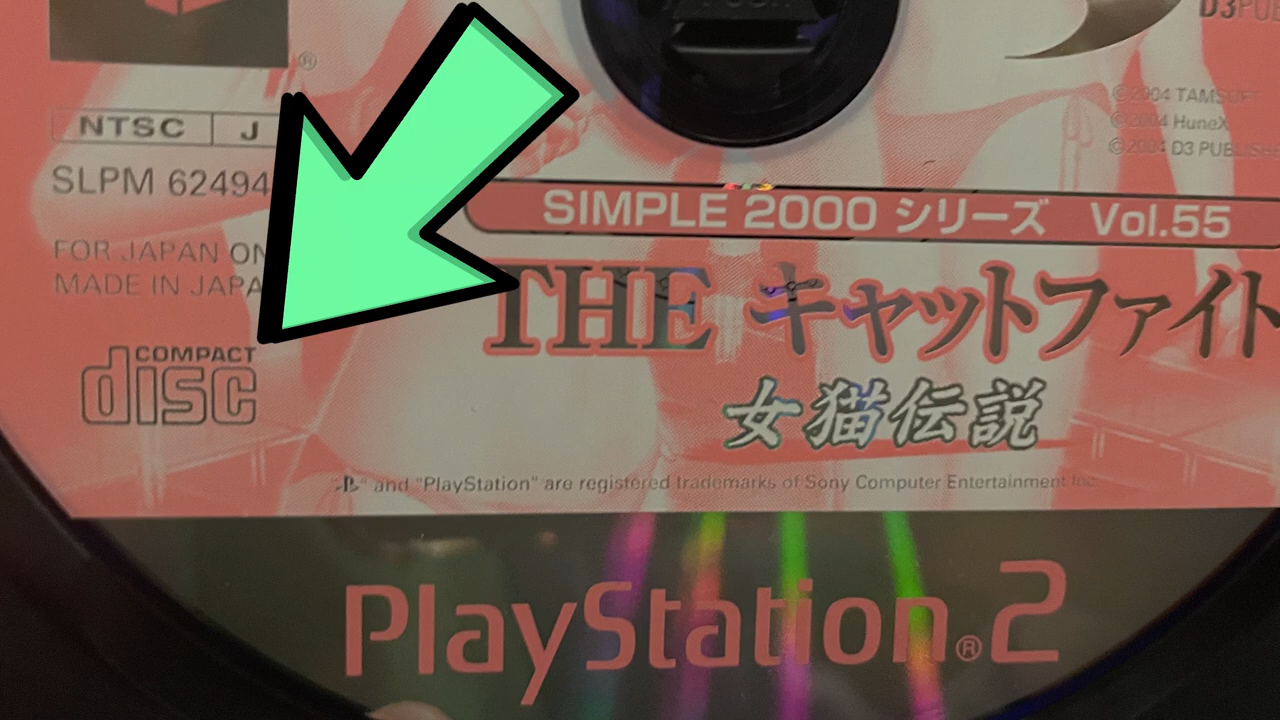 D3PU
®
NTSC J
SLPM 62494
FOR JAPAN ON
MADE IN JAPA
©2004 TAMSOFT
©2004 HuneX
©2004 D3 PUBLISHE
SIMPLE 2000 シリーズ Vol.55
THE キャットファイト
女猫伝説
COMPACT
disc
"PS" and "PlayStation" are registered trademarks of Sony Computer Entertainment Inc.
PlayStation®2